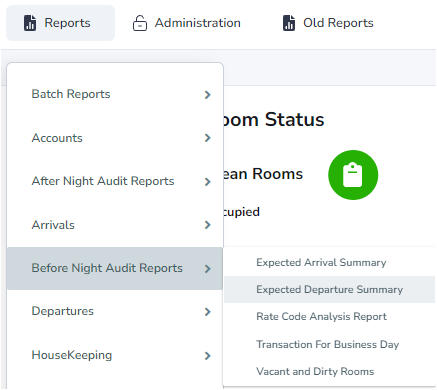 Reports
Administration
Old Reports
Batch Reports
Accounts
After Night Audit Reports
Arrivals
Before Night Audit Reports
Departures
HouseKeeping
oom Status
ean Rooms
cupied
Expected Arrival Summary
Expected Departure Summary
Rate Code Analysis Report
Transaction For Business Day
Vacant and Dirty Rooms